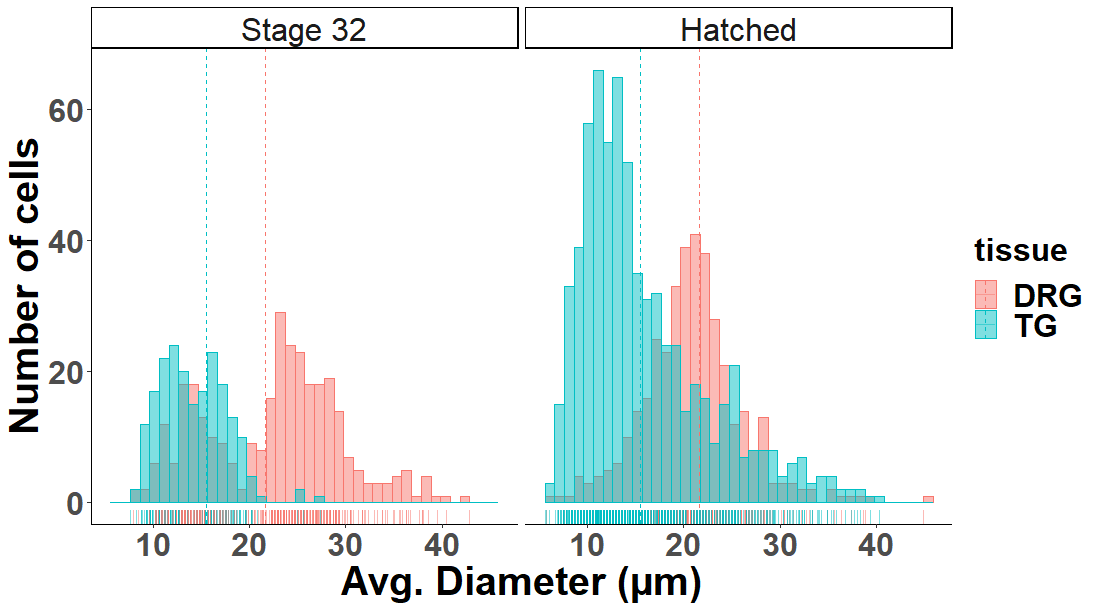 Stage 32
Hatched
60
40
20
0
Number of cells
10 20 30 40
10 20 30 40
Avg. Diameter (µm)
tissue
DRG
TG